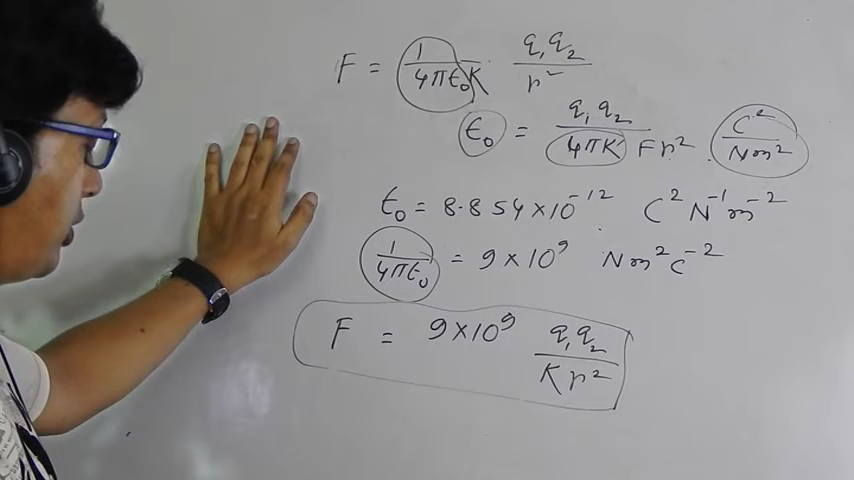 F = 1/4πϵ₀K · q₁q₂/r²
ϵ₀ = q₁q₂/4πK Fr² · C²/Nm²
ϵ₀ = 8.854×10⁻¹² C² N⁻¹ m⁻²
1/4πϵ₀ = 9×10⁹ Nm² C⁻²
F = 9×10⁹ q₁q₂/Kr²